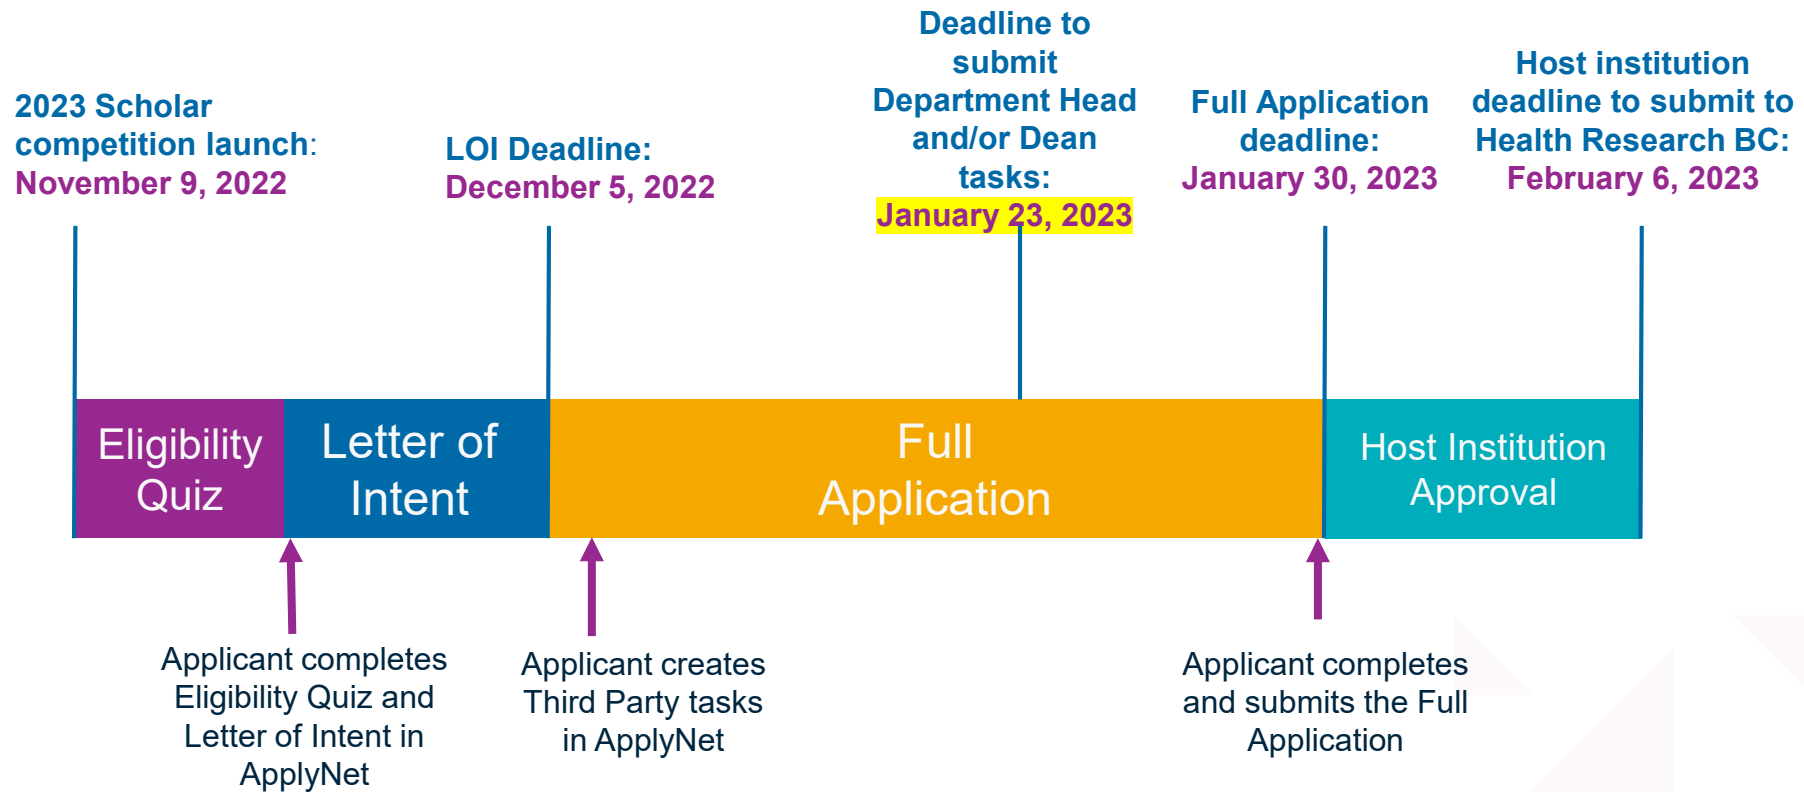 2023 Scholar
competition launch:
November 9, 2022
LOI Deadline:
December 5, 2022
Deadline to
submit
Department Head
and/or Dean
tasks:
January 23, 2023
Full Application
deadline:
January 30, 2023
Host institution
deadline to submit to
Health Research BC:
February 6, 2023
Eligibility
Quiz
Letter of
Intent
Full
Application
Host Institution
Approval
Applicant completes
Eligibility Quiz and
Letter of Intent in
ApplyNet
Applicant creates
Third Party tasks
in ApplyNet
Applicant completes
and submits the Full
Application